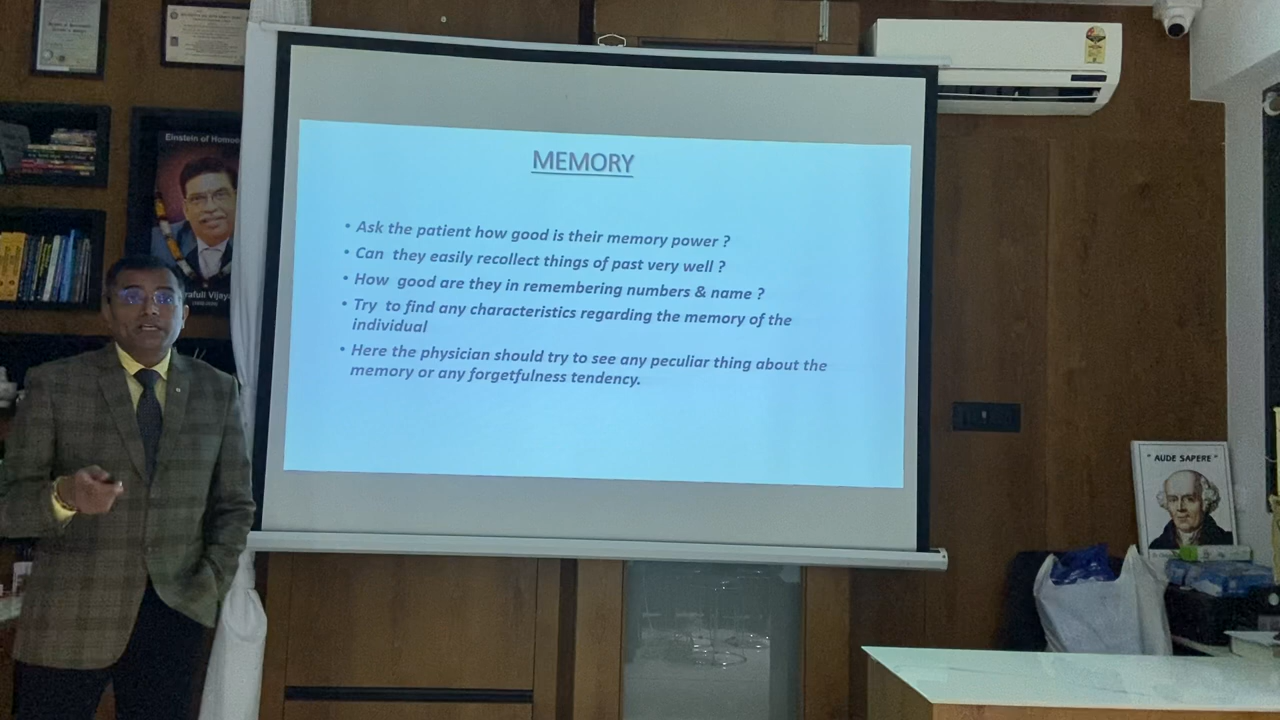 Einstein of Homoe
rafuli Vijay
MEMORY
• Ask the patient how good is their memory power ?
• Can they easily recollect things of past very well ?
• How good are they in remembering numbers & name ?
• Try to find any characteristics regarding the memory of the
individual
• Here the physician should try to see any peculiar thing about the
memory or any forgetfulness tendency.
" AUDE SAPERE "